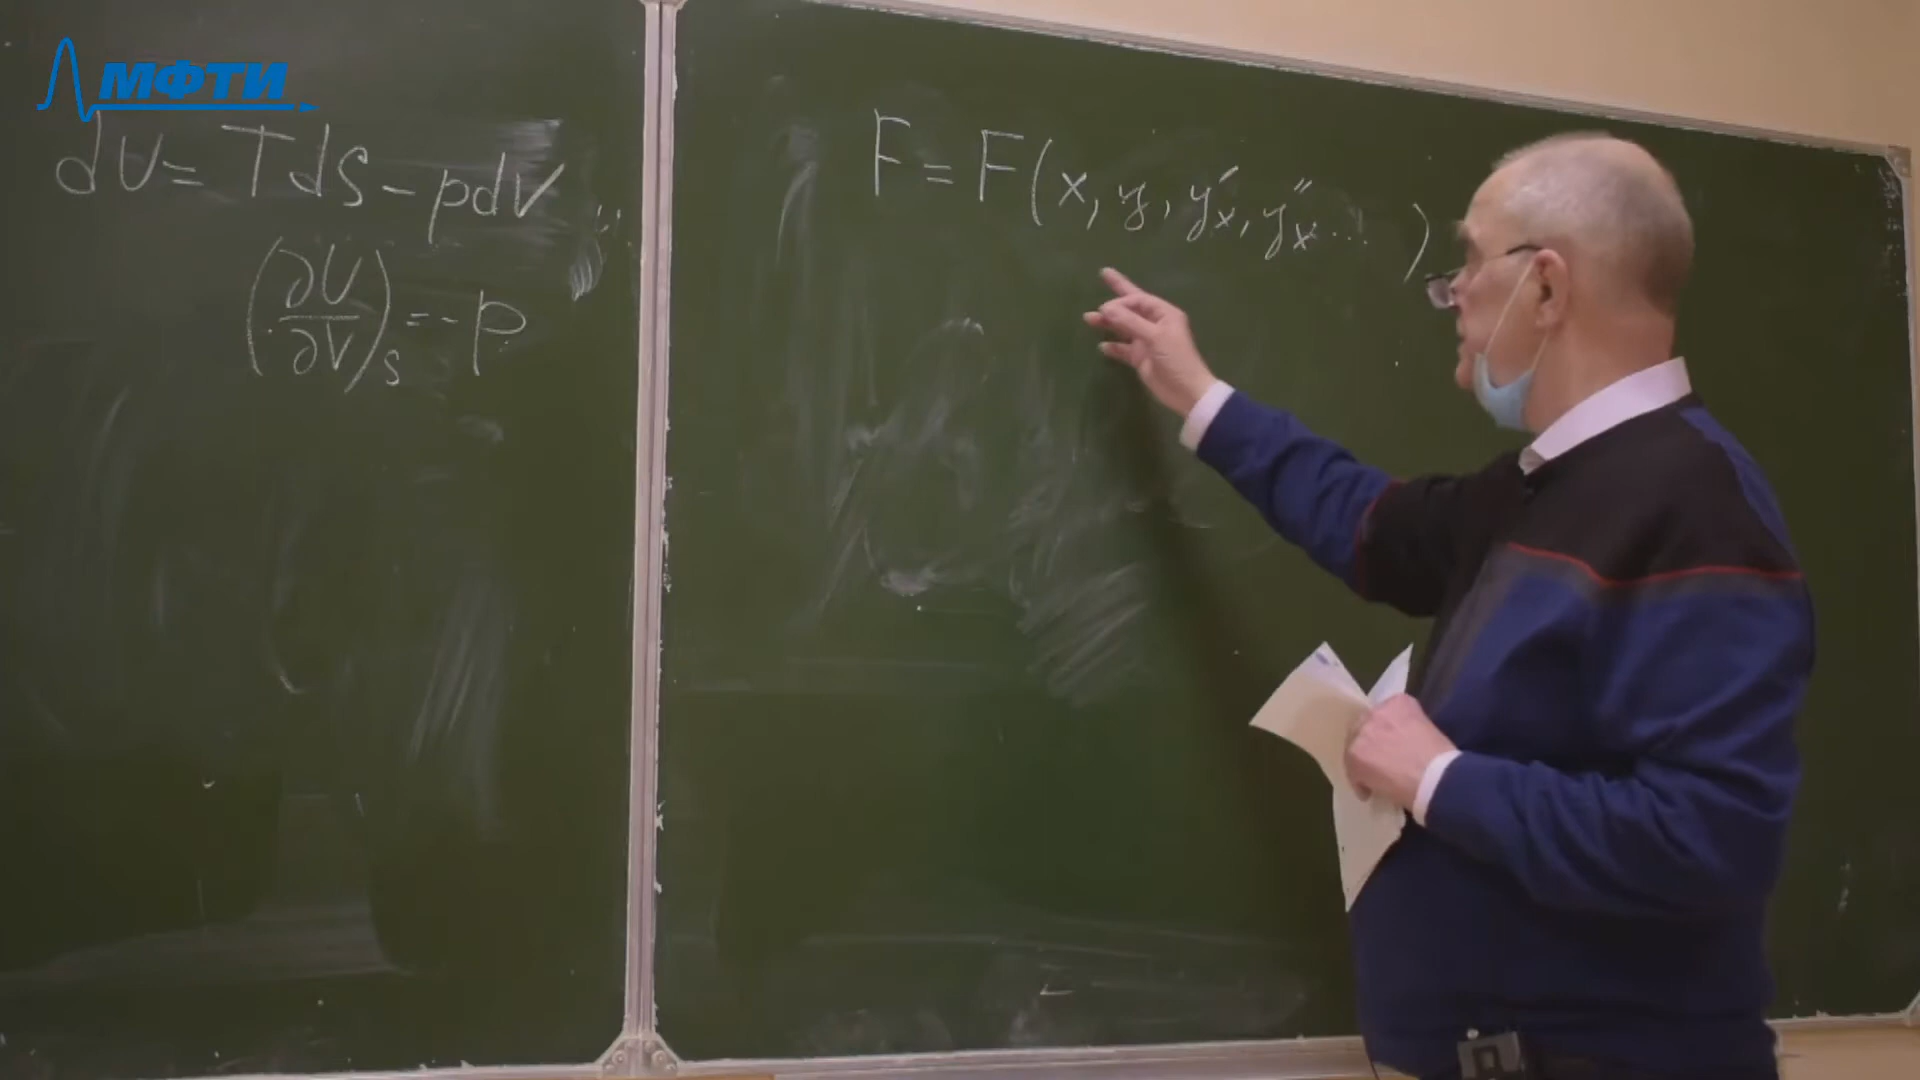 МФТИ
dU = TdS - pdV
(∂U/∂V)_S = -p
F = F(x, y, y'_x, y''_x ... )